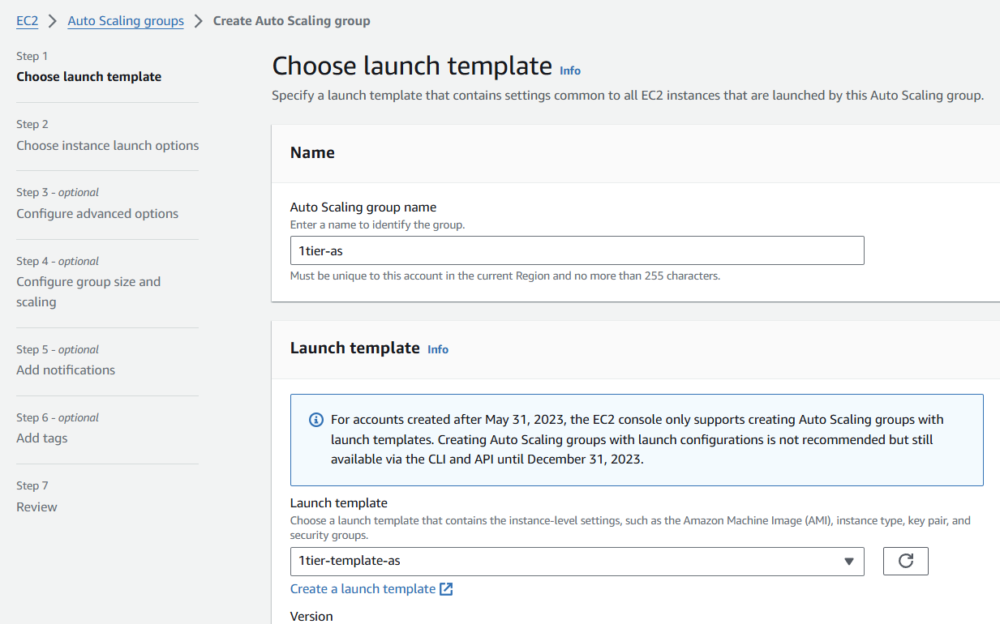 EC2 > Auto Scaling groups > Create Auto Scaling group
Step 1
Choose launch template
Step 2
Choose instance launch options
Step 3 - optional
Configure advanced options
Step 4 - optional
Configure group size and
scaling
Step 5 - optional
Add notifications
Step 6 - optional
Add tags
Step 7
Review
Choose launch template Info
Specify a launch template that contains settings common to all EC2 instances that are launched by this Auto Scaling group.
Name
Auto Scaling group name
Enter a name to identify the group.
1tier-as
Must be unique to this account in the current Region and no more than 255 characters.
Launch template Info
For accounts created after May 31, 2023, the EC2 console only supports creating Auto Scaling groups with
launch templates. Creating Auto Scaling groups with launch configurations is not recommended but still
available via the CLI and API until December 31, 2023.
Launch template
Choose a launch template that contains the instance-level settings, such as the Amazon Machine Image (AMI), instance type, key pair, and
security groups.
1tier-template-as
Create a launch template
Version